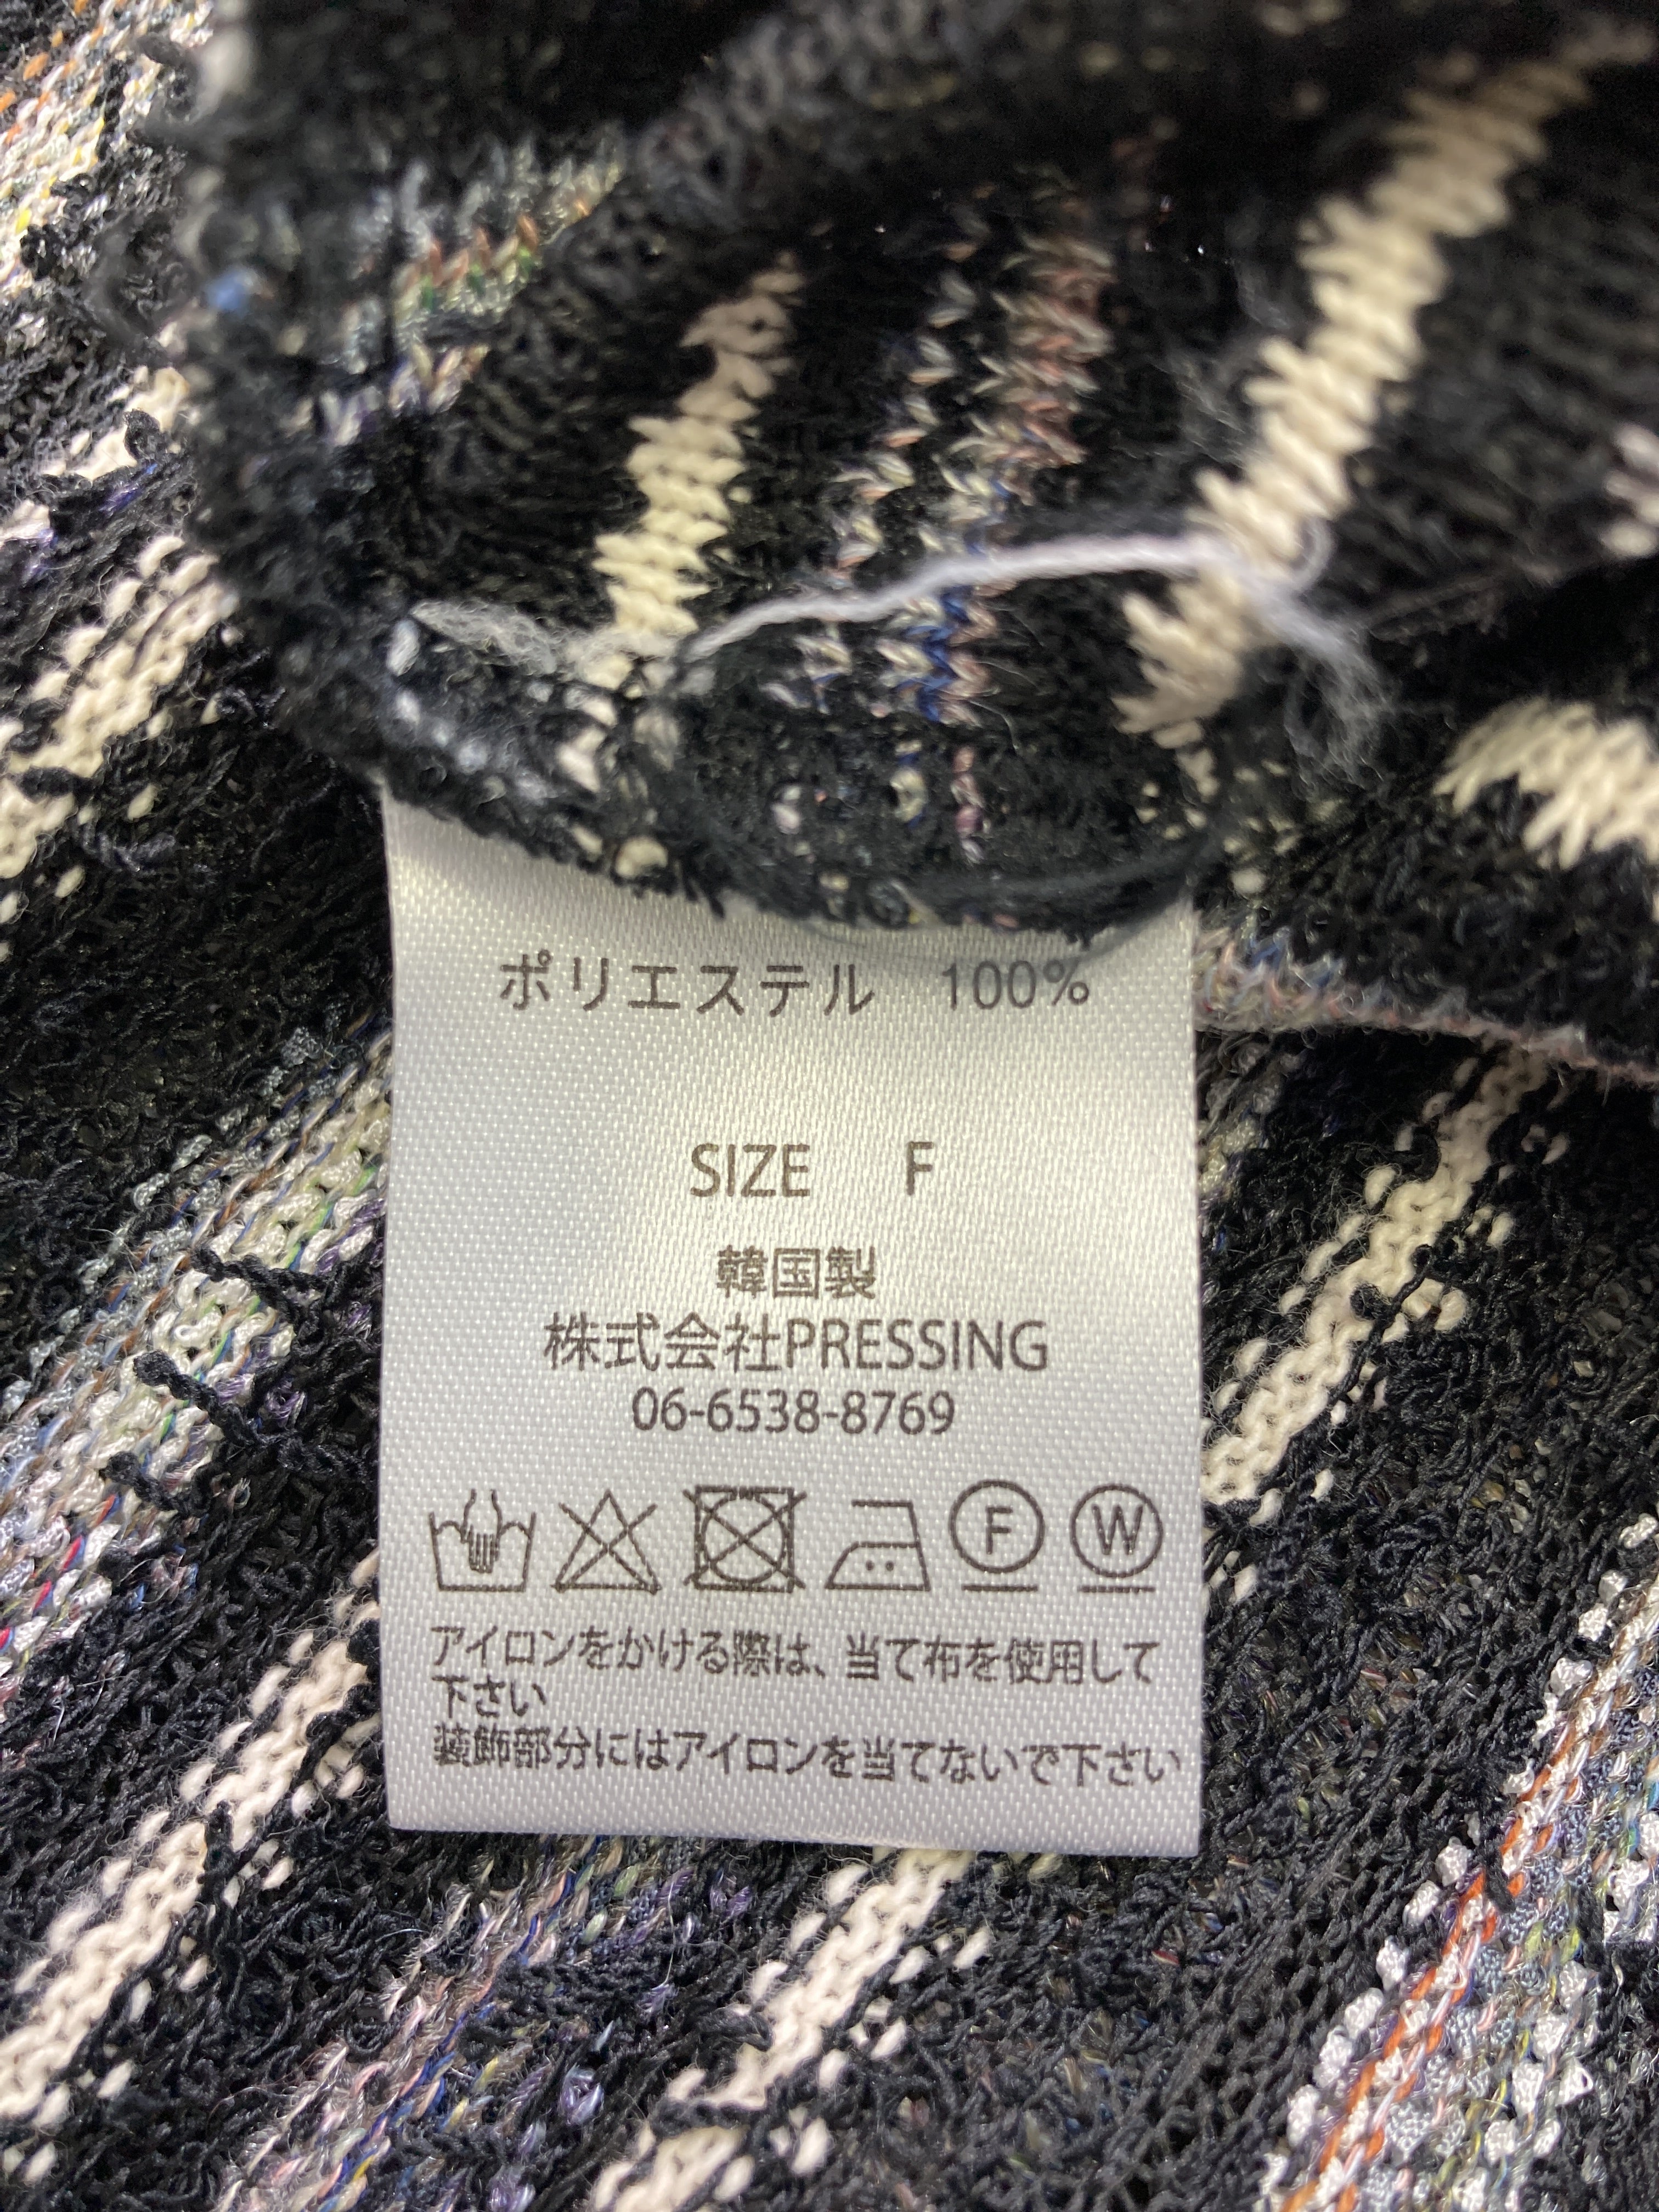 ポリエステル 100%
SIZE F
韓国製
株式会社PRESSING
06-6538-8769
F W
アイロンをかける際は、当て布を使用して
下さい
装飾部分にはアイロンを当てないで下さい